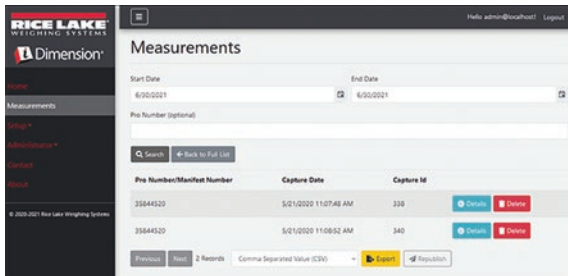 RICE LAKE
WEIGHING SYSTEMS
Dimension
Hello admin@localhost! Logout
Home
Measurements
Setup
Administrator
Contact
About
© 2020-2021 Rice Lake Weighing Systems
Measurements
Start Date End Date
6/30/2021 6/30/2021
Pro Number (optional)
Search Back to Full List
Pro Number/Manifest Number Capture Date Capture Id
35844520 5/21/2020 11:07:48 AM 338 Details Delete
35844520 5/21/2020 11:08:52 AM 340 Details Delete
Previous Next 2 Records Comma Separated Value (CSV) Export Republish